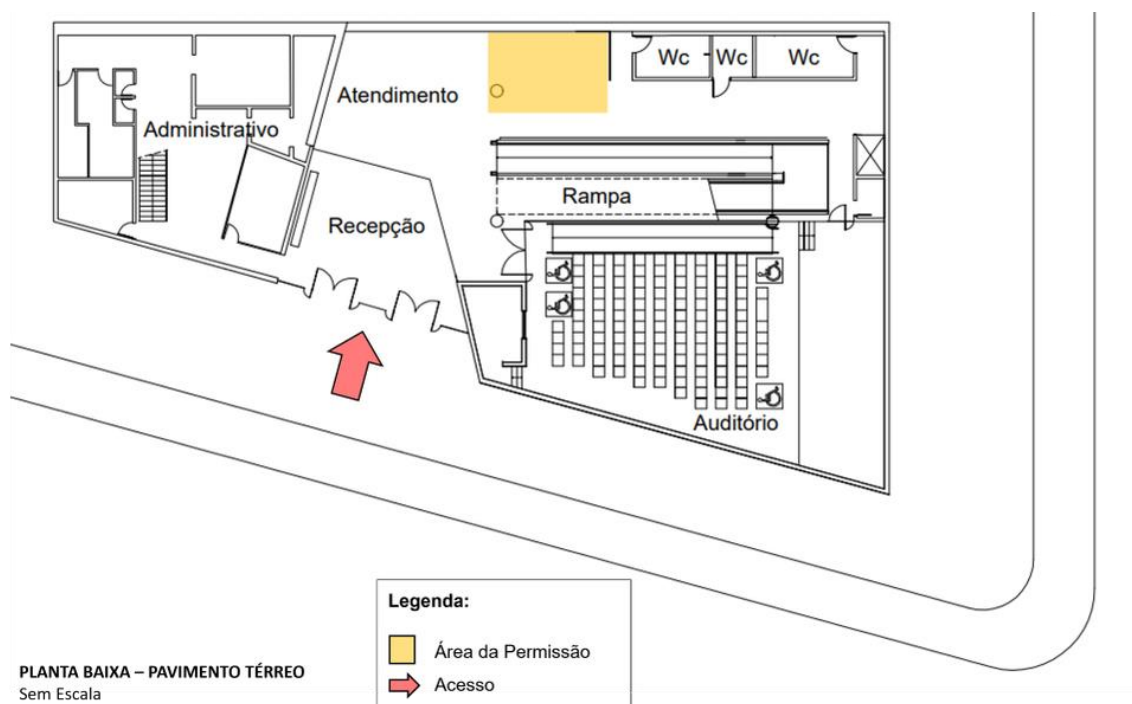 Wc Wc Wc
Atendimento
Administrativo
Rampa
Recepção
Auditório
Legenda:
Área da Permissão
Acesso
PLANTA BAIXA – PAVIMENTO TÉRREO
Sem Escala